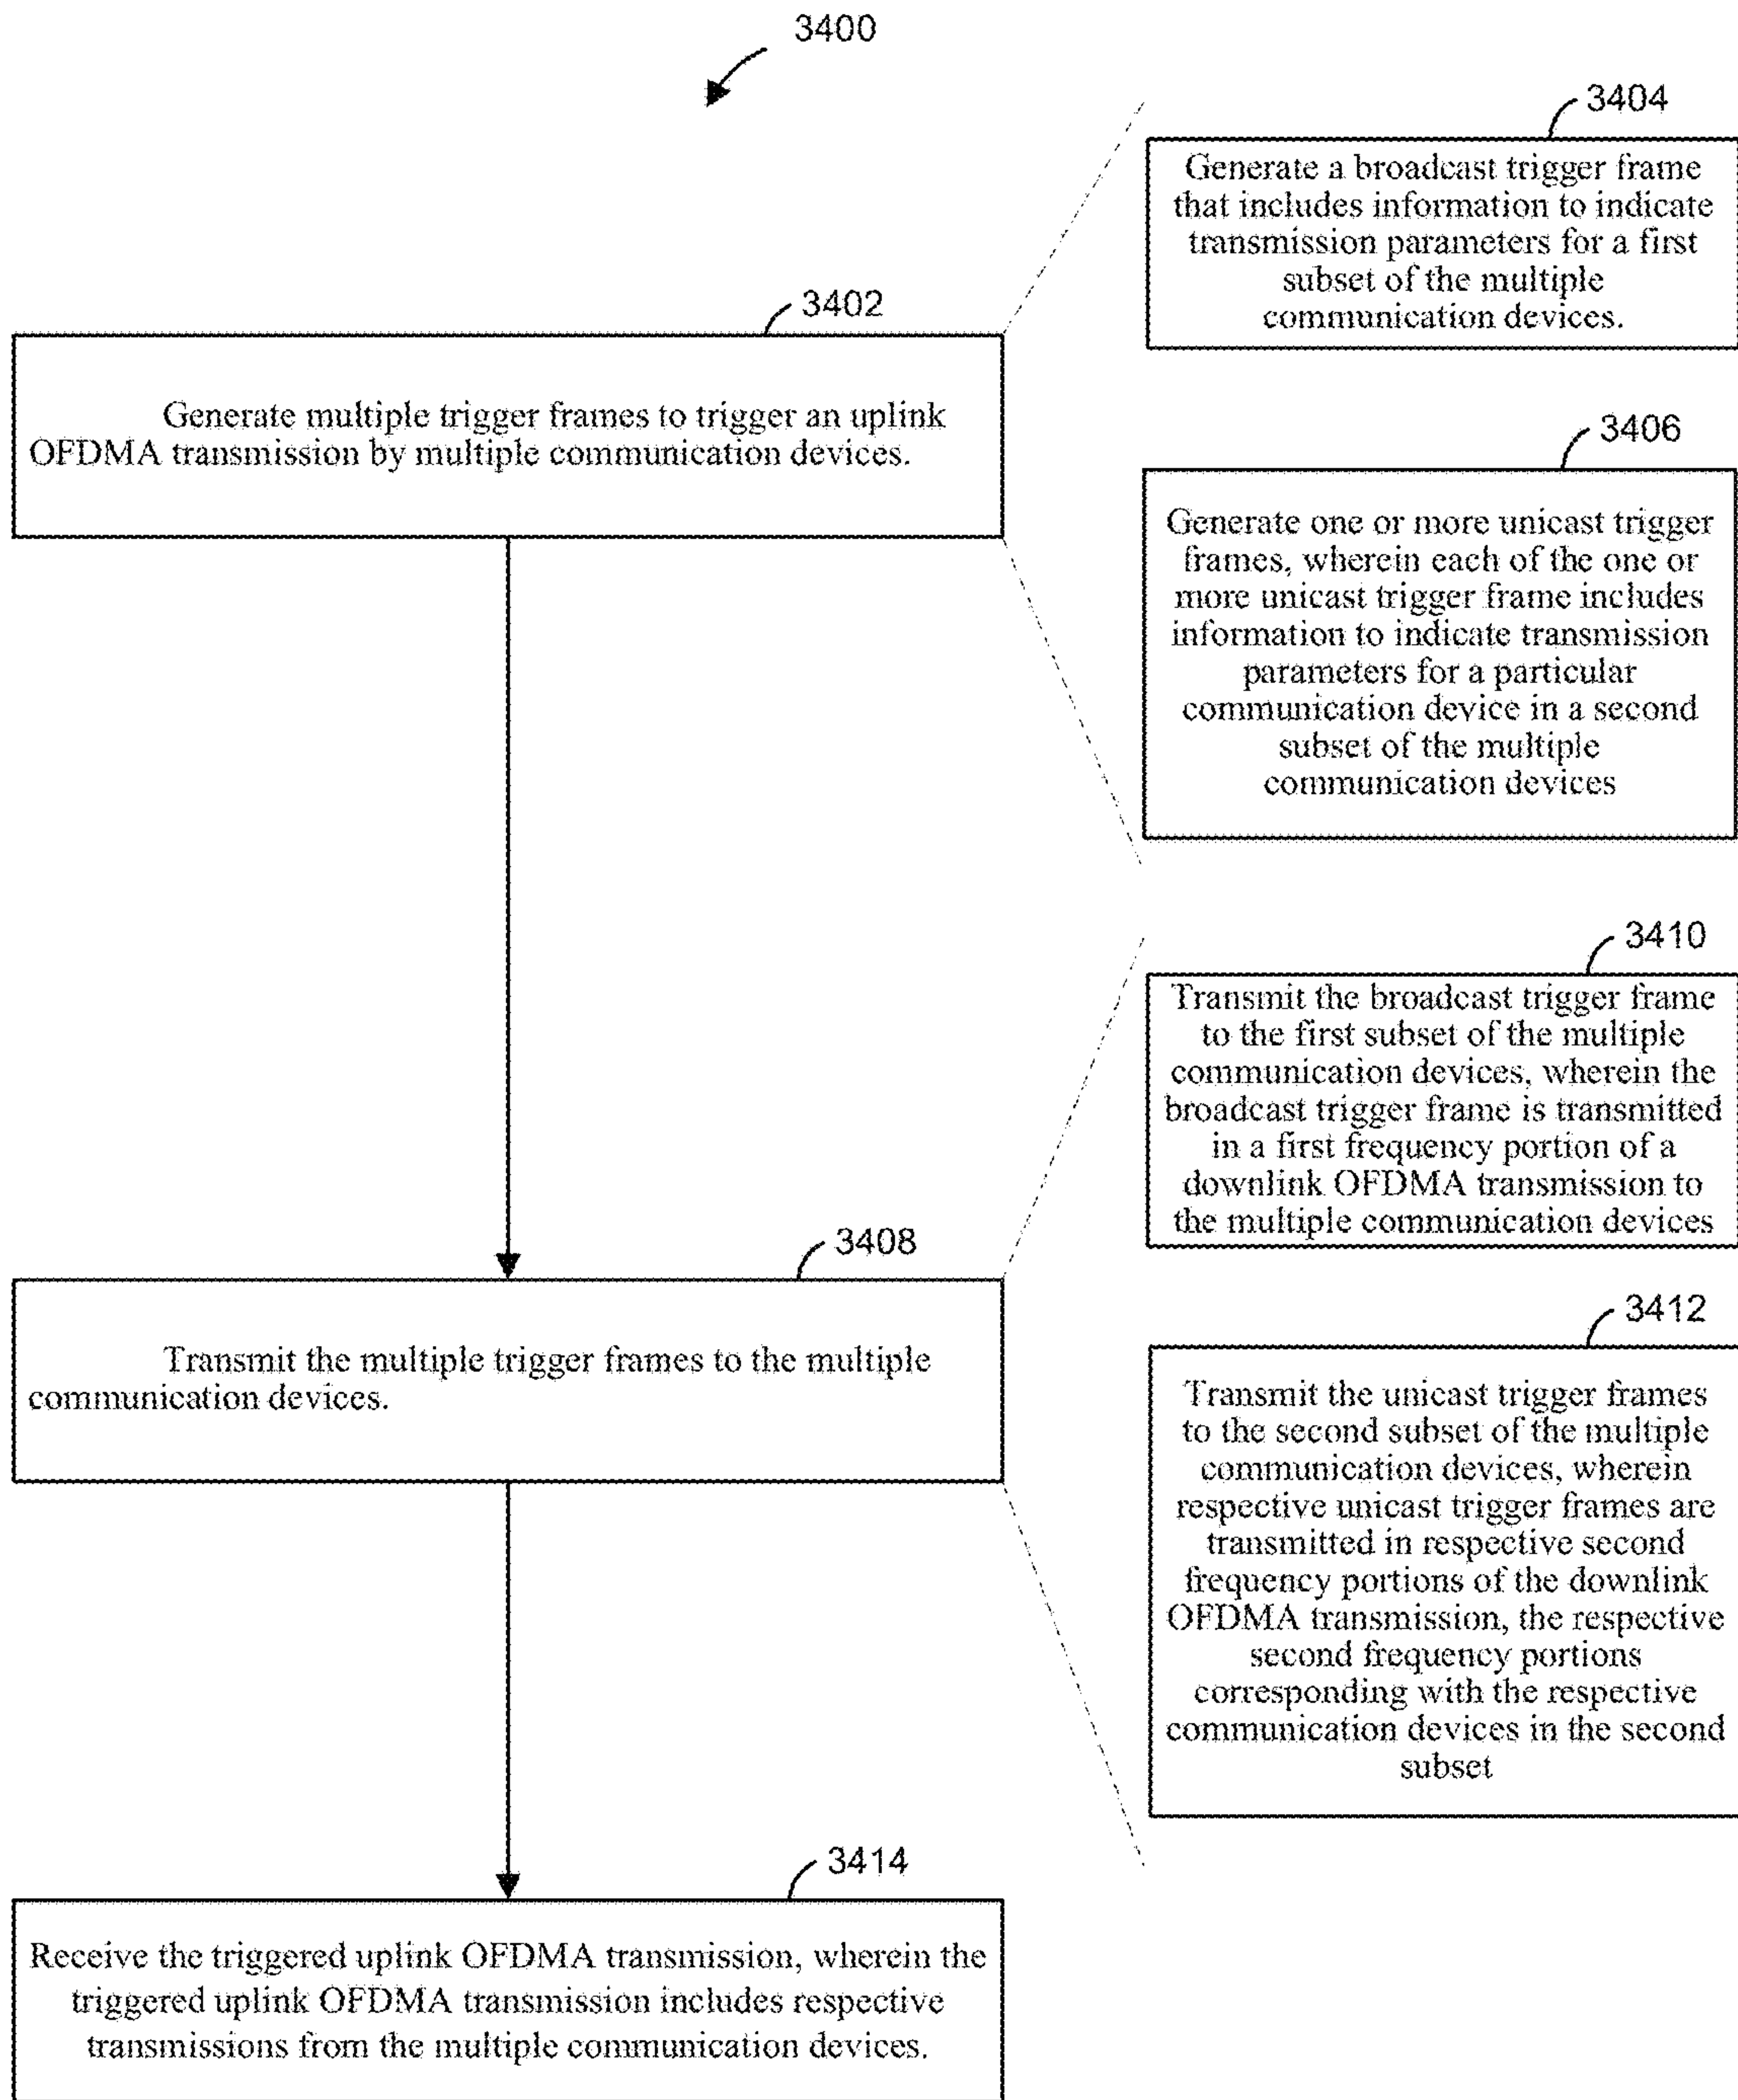 3400
3402
Generate multiple trigger frames to trigger an uplink
OFDMA transmission by multiple communication devices.
3404
Generate a broadcast trigger frame
that includes information to indicate
transmission parameters for a first
subset of the multiple
communication devices.
3406
Generate one or more unicast trigger
frames, wherein each of the one or
more unicast trigger frame includes
information to indicate transmission
parameters for a particular
communication device in a second
subset of the multiple
communication devices
3408
Transmit the multiple trigger frames to the multiple
communication devices.
3410
Transmit the broadcast trigger frame
to the first subset of the multiple
communication devices, wherein the
broadcast trigger frame is transmitted
in a first frequency portion of a
downlink OFDMA transmission to
the multiple communication devices
3412
Transmit the unicast trigger frames
to the second subset of the multiple
communication devices, wherein
respective unicast trigger frames are
transmitted in respective second
frequency portions of the downlink
OFDMA transmission, the respective
second frequency portions
corresponding with the respective
communication devices in the second
subset
3414
Receive the triggered uplink OFDMA transmission, wherein the
triggered uplink OFDMA transmission includes respective
transmissions from the multiple communication devices.